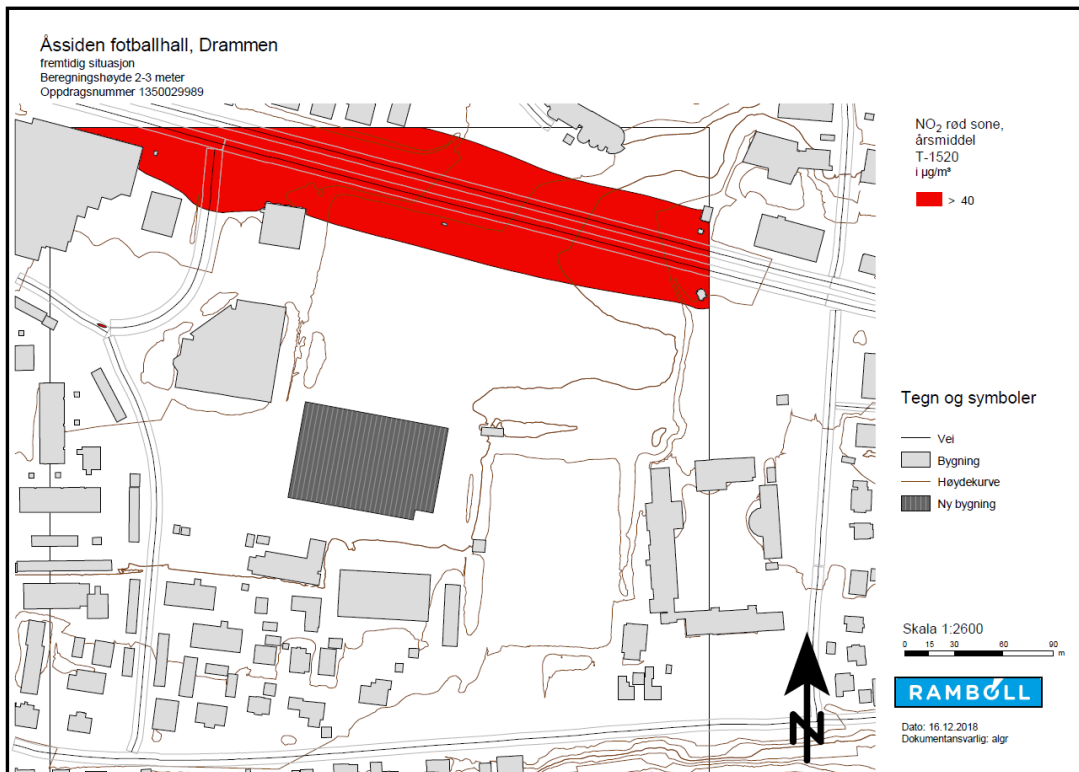 Åssiden fotballhall, Drammen
fremtidig situasjon
Beregningshøyde 2-3 meter
Oppdragsnummer 1350029989
NO₂ rød sone,
årsmiddel
T-1520
i µg/m³
> 40
Tegn og symboler
Vei
Bygning
Høydekurve
Ny bygning
Skala 1:2600
0 15 30 60 90
m
N
RAMBOLL
Dato: 16.12.2018
Dokumentansvarlig: algr